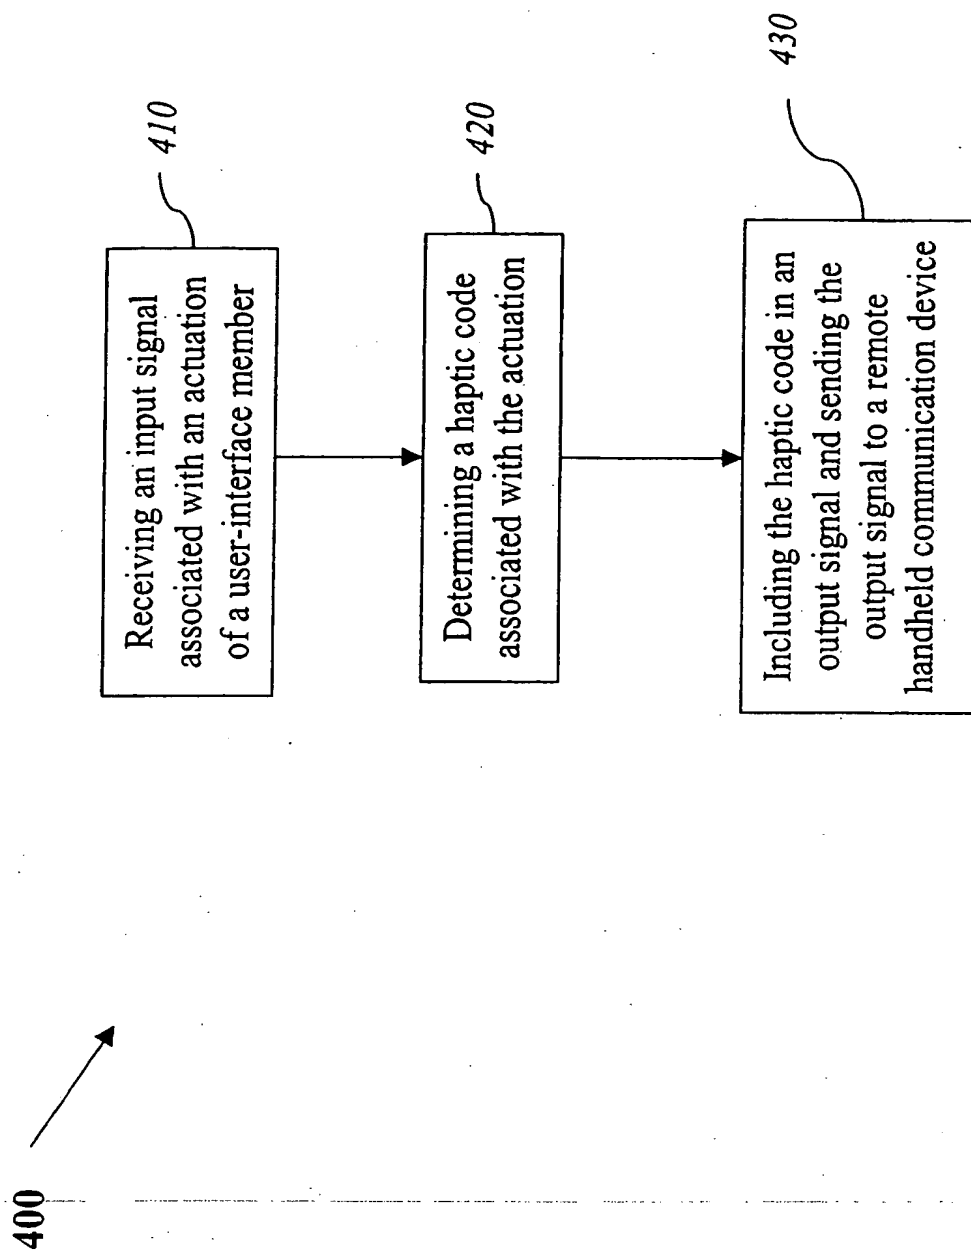 400
Receiving an input signal
associated with an actuation
of a user-interface member
410
Determining a haptic code
associated with the actuation
420
Including the haptic code in an
output signal and sending the
output signal to a remote
handheld communication device
430